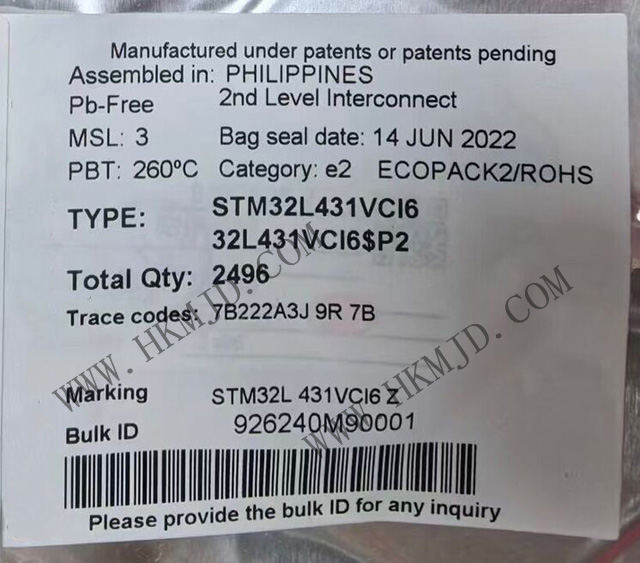 Manufactured under patents or patents pending
Assembled in: PHILIPPINES
Pb-Free 2nd Level Interconnect
MSL: 3 Bag seal date: 14 JUN 2022
PBT: 260ºC Category: e2 ECOPACK2/ROHS
TYPE: STM32L431VCI6
32L431VCI6$P2
Total Qty: 2496
Trace codes: 7B222A3J 9R 7B
Marking STM32L 431VCI6 Z
Bulk ID 926240M90001
Please provide the bulk ID for any inquiry
WWW.HKMJD.COM
WWW.HKMJD.COM